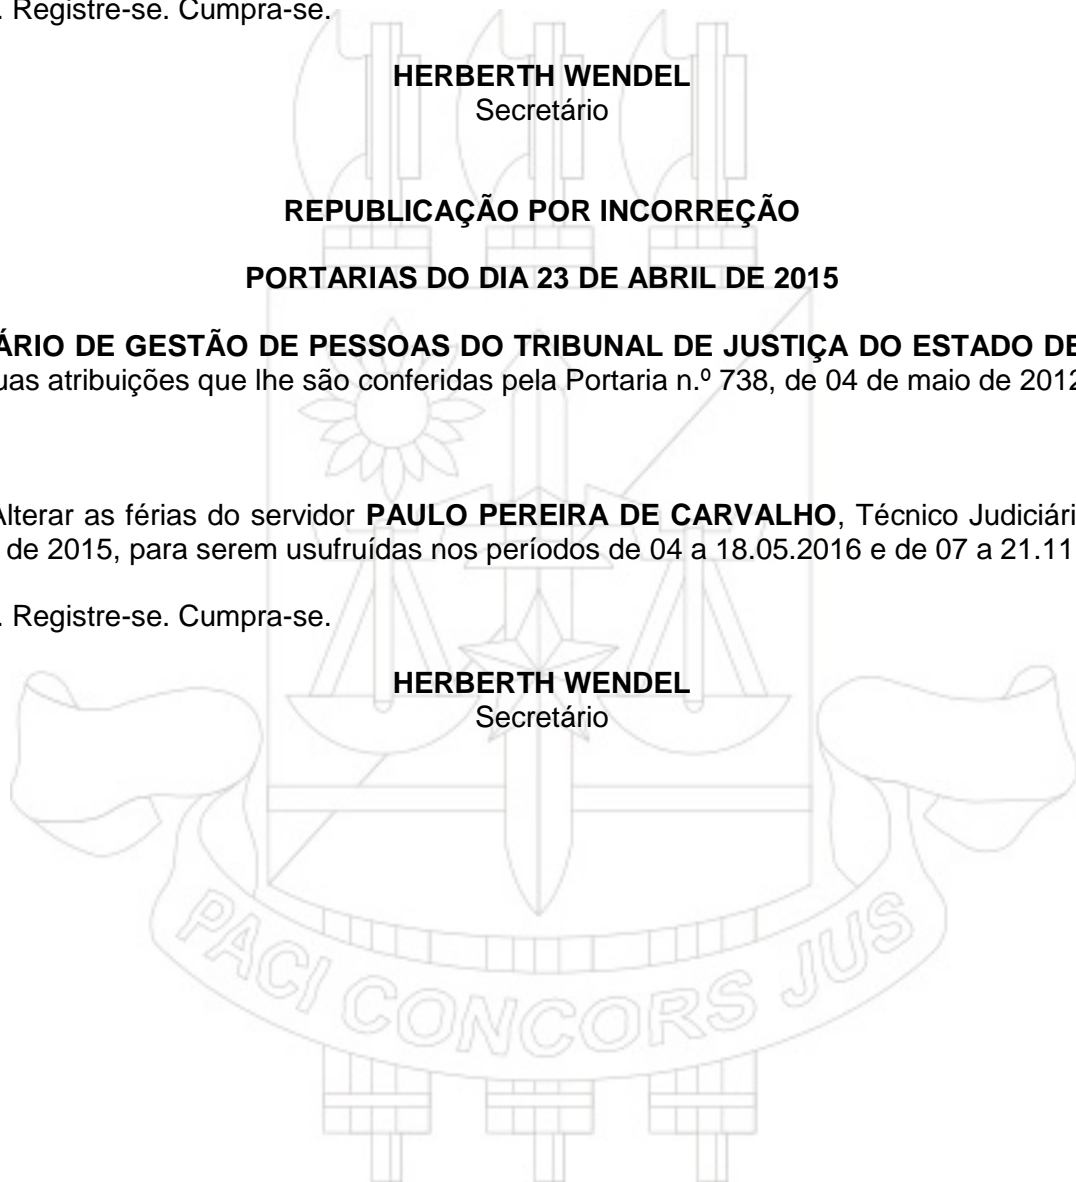 . Registre-se. Cumpra-se.
HERBERTH WENDEL
Secretário
REPUBLICAÇÃO POR INCORREÇÃO
PORTARIAS DO DIA 23 DE ABRIL DE 2015
ÁRIO DE GESTÃO DE PESSOAS DO TRIBUNAL DE JUSTIÇA DO ESTADO DE
uas atribuições que lhe são conferidas pela Portaria n.º 738, de 04 de maio de 2012
Alterar as férias do servidor PAULO PEREIRA DE CARVALHO, Técnico Judiciári
de 2015, para serem usufruídas nos períodos de 04 a 18.05.2016 e de 07 a 21.11
. Registre-se. Cumpra-se.
HERBERTH WENDEL
Secretário
PACI CONCORS JUS